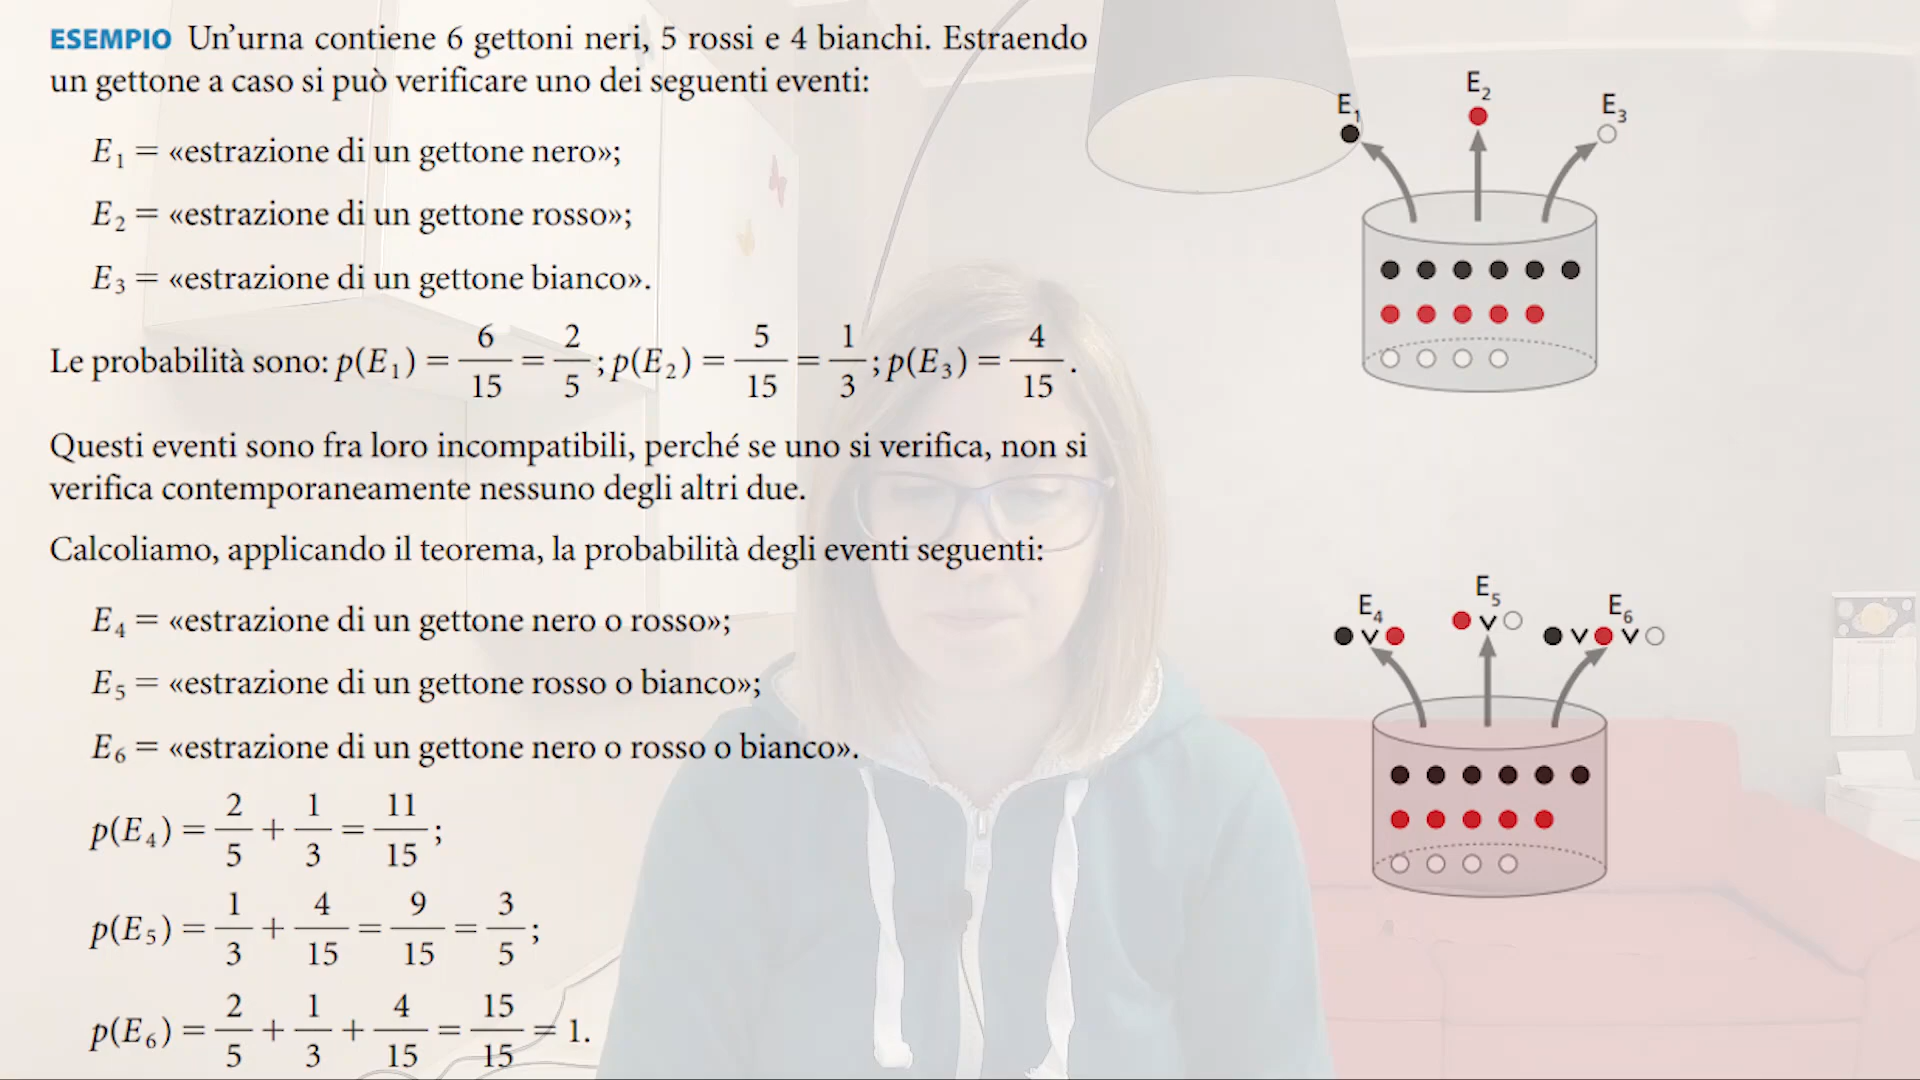 ESEMPIO Un'urna contiene 6 gettoni neri, 5 rossi e 4 bianchi. Estraendo
un gettone a caso si può verificare uno dei seguenti eventi:
E₁ = «estrazione di un gettone nero»;
E₂ = «estrazione di un gettone rosso»;
E₃ = «estrazione di un gettone bianco».
Le probabilità sono: p(E₁) = 6/15 = 2/5; p(E₂) = 5/15 = 1/3; p(E₃) = 4/15.
Questi eventi sono fra loro incompatibili, perché se uno si verifica, non si
verifica contemporaneamente nessuno degli altri due.
Calcoliamo, applicando il teorema, la probabilità degli eventi seguenti:
E₄ = «estrazione di un gettone nero o rosso»;
E₅ = «estrazione di un gettone rosso o bianco»;
E₆ = «estrazione di un gettone nero o rosso o bianco».
p(E₄) = 2/5 + 1/3 = 11/15;
p(E₅) = 1/3 + 4/15 = 9/15 = 3/5;
p(E₆) = 2/5 + 1/3 + 4/15 = 15/15 = 1.
E₁ E₂ E₃
E₄ E₅ E₆
v v v v